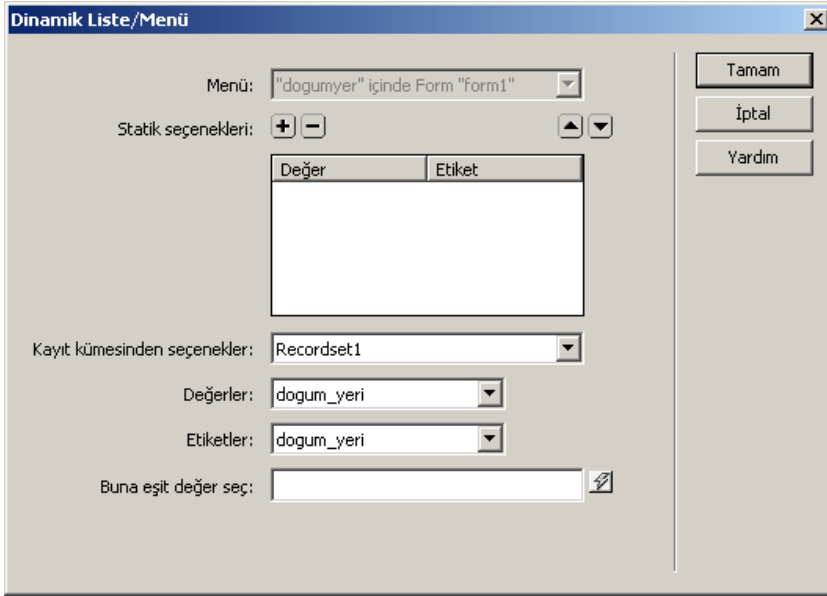 Dinamik Liste/Menü
Menü: "dogumyer" içinde Form "form1"
Tamam
Statik seçenekleri:
İptal
Yardım
Değer Etiket
Kayıt kümesinden seçenekler: Recordset1
Değerler: dogum_yeri
Etiketler: dogum_yeri
Buna eşit değer seç: